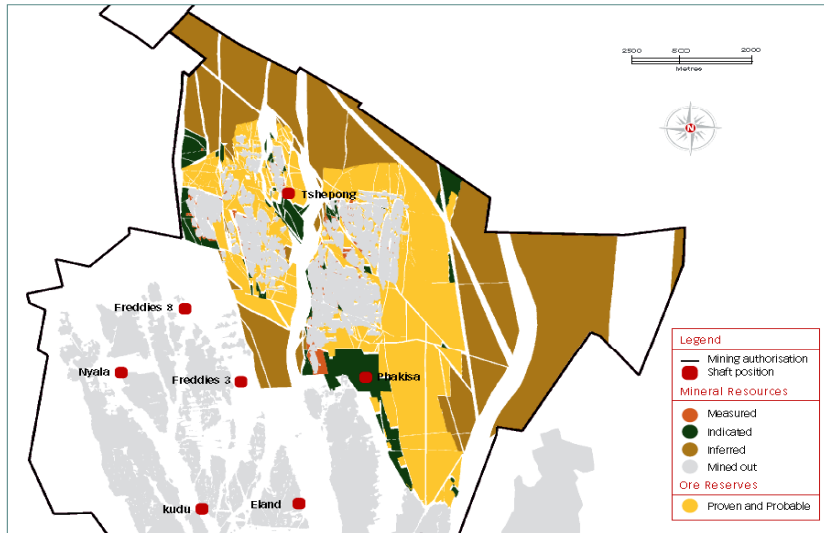 2500 500 2000
Metres
N
Tshepong
Freddies 8
Nyala
Freddies 3
Phakisa
kudu
Eland
Legend
Mining authorisation
Shaft position
Mineral Resources
Measured
Indicated
Inferred
Mined out
Ore Reserves
Proven and Probable